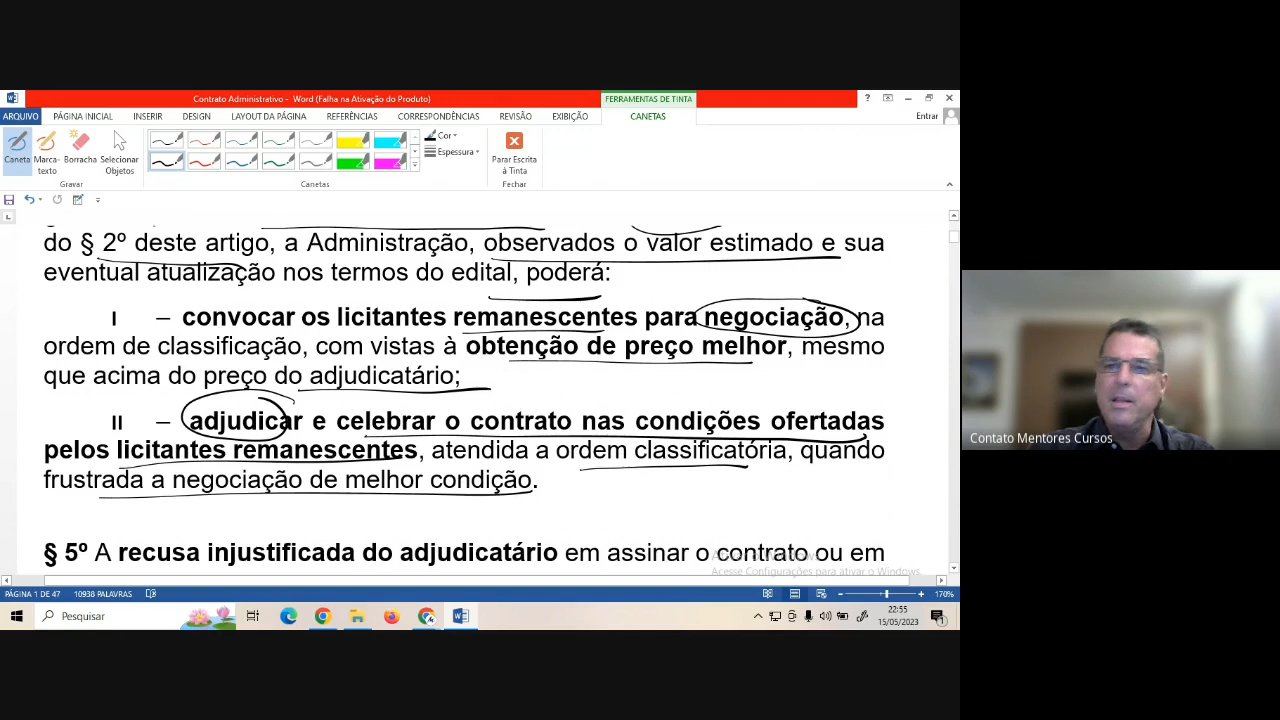 Contrato Administrativo - Word (Falha na Ativação do Produto)
FERRAMENTAS DE TINTA
ARQUIVO PÁGINA INICIAL INSERIR DESIGN LAYOUT DA PÁGINA REFERÊNCIAS CORRESPONDÊNCIAS REVISÃO EXIBIÇÃO CANETAS Entrar
Caneta Marca-texto Borracha Selecionar Objetos
Cor
Espessura
Parar Escrita à Tinta
Gravar Canetas Fechar
do § 2º deste artigo, a Administração, observados o valor estimado e sua
eventual atualização nos termos do edital, poderá:
I – convocar os licitantes remanescentes para negociação, na
ordem de classificação, com vistas à obtenção de preço melhor, mesmo
que acima do preço do adjudicatário;
II – adjudicar e celebrar o contrato nas condições ofertadas
pelos licitantes remanescentes, atendida a ordem classificatória, quando
frustrada a negociação de melhor condição.
§ 5º A recusa injustificada do adjudicatário em assinar o contrato ou em
Acesse Configurações para ativar o Windows.
PÁGINA 1 DE 47 10938 PALAVRAS 170%
Pesquisar
22:55
15/05/2023
Contato Mentores Cursos